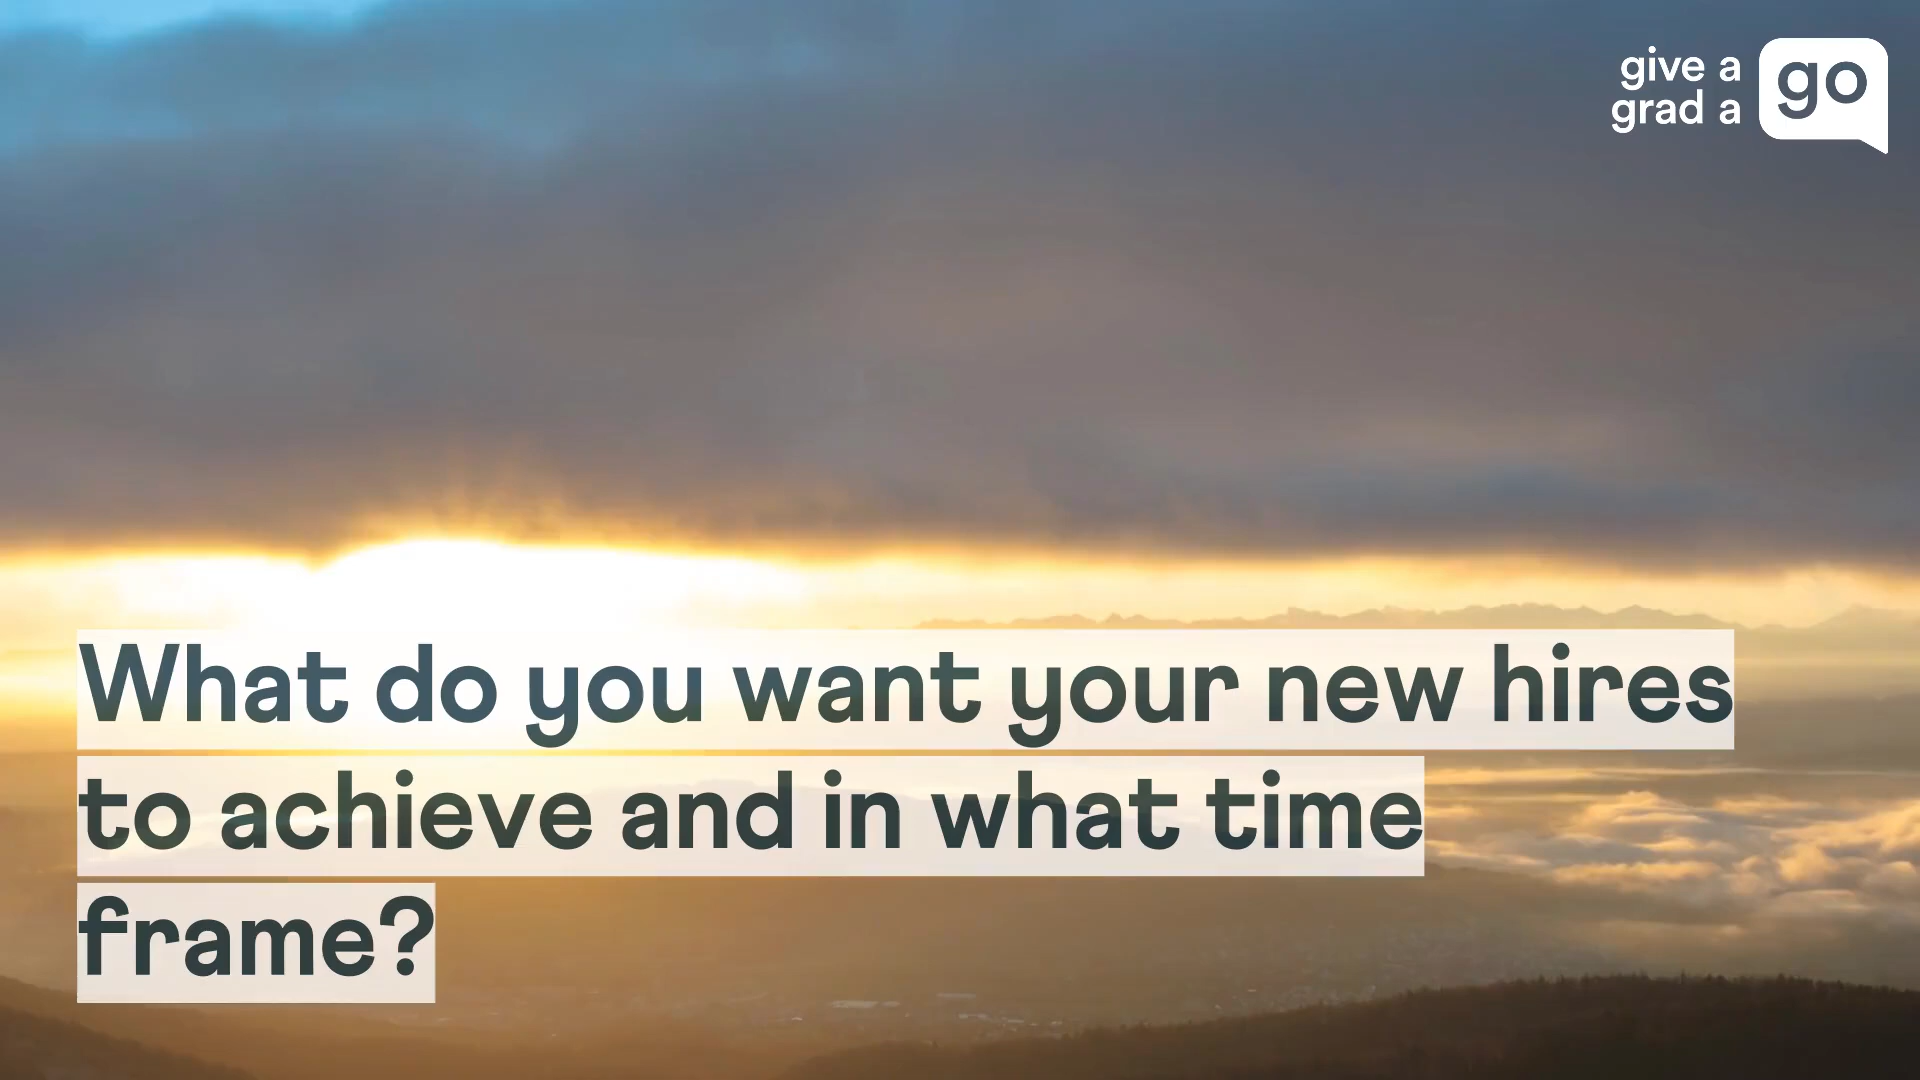 give a
grad a
go
What do you want your new hires
to achieve and in what time
frame?